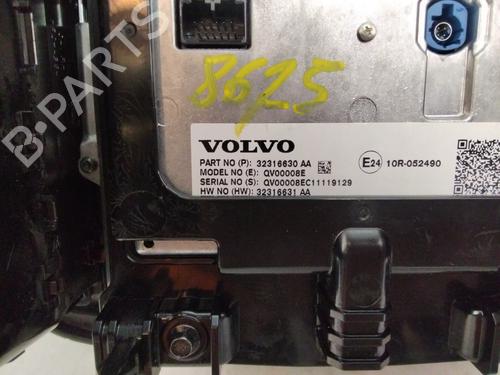 B-PARTS
8625
VOLVO
PART NO (P): 32316630 AA
MODEL NO (E): QV00008E
SERIAL NO (S): QV00008EC11119129
HW NO (HW): 32316631 AA
E24 10R-052490